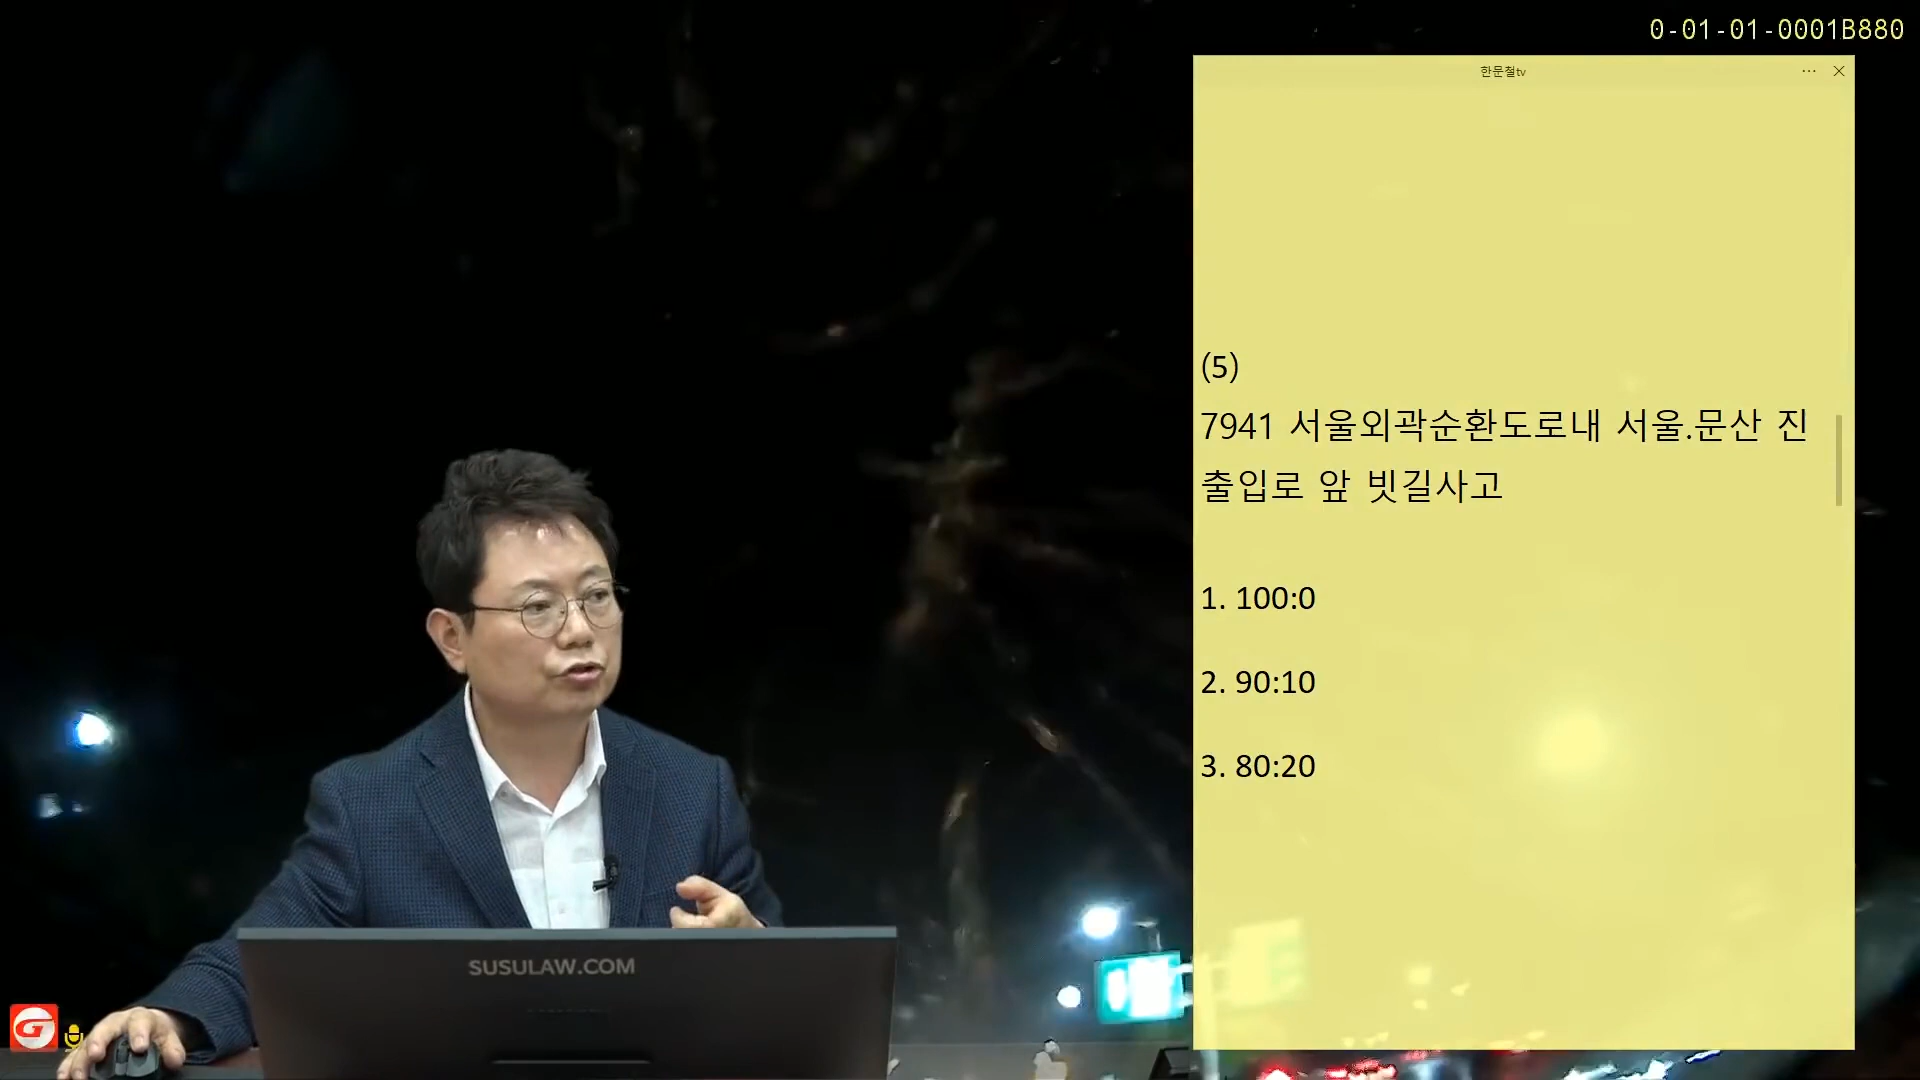 0-01-01-0001B880
한문철tv
(5)
7941 서울외곽순환도로내 서울.문산 진
출입로 앞 빗길사고
1. 100:0
2. 90:10
3. 80:20
SUSULAW.COM
G